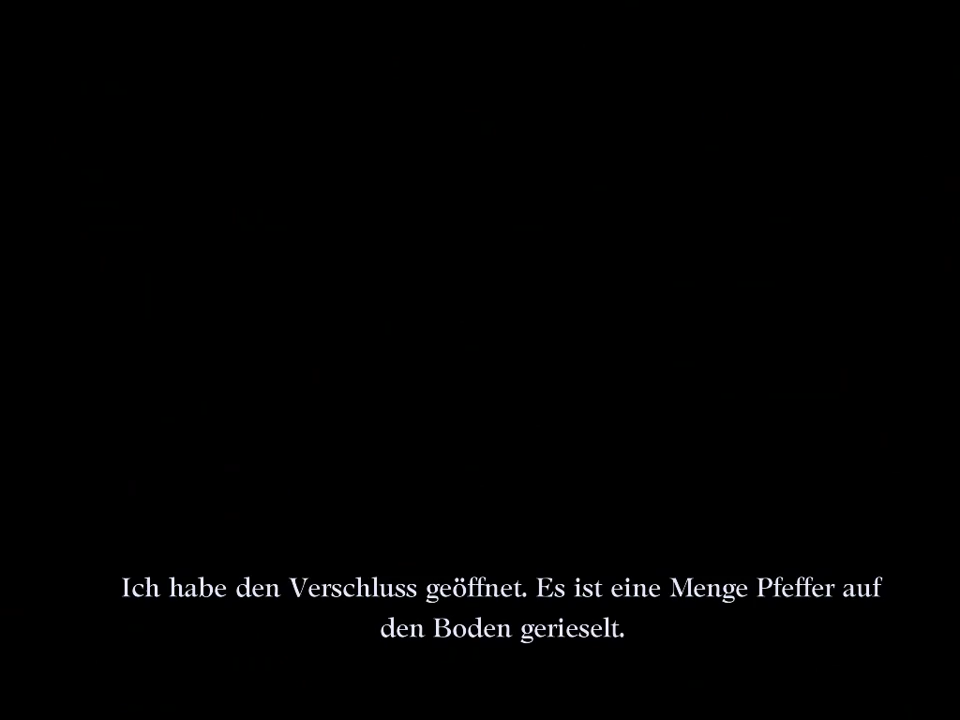 Ich habe den Verschluss geöffnet. Es ist eine Menge Pfeffer auf
den Boden gerieselt.